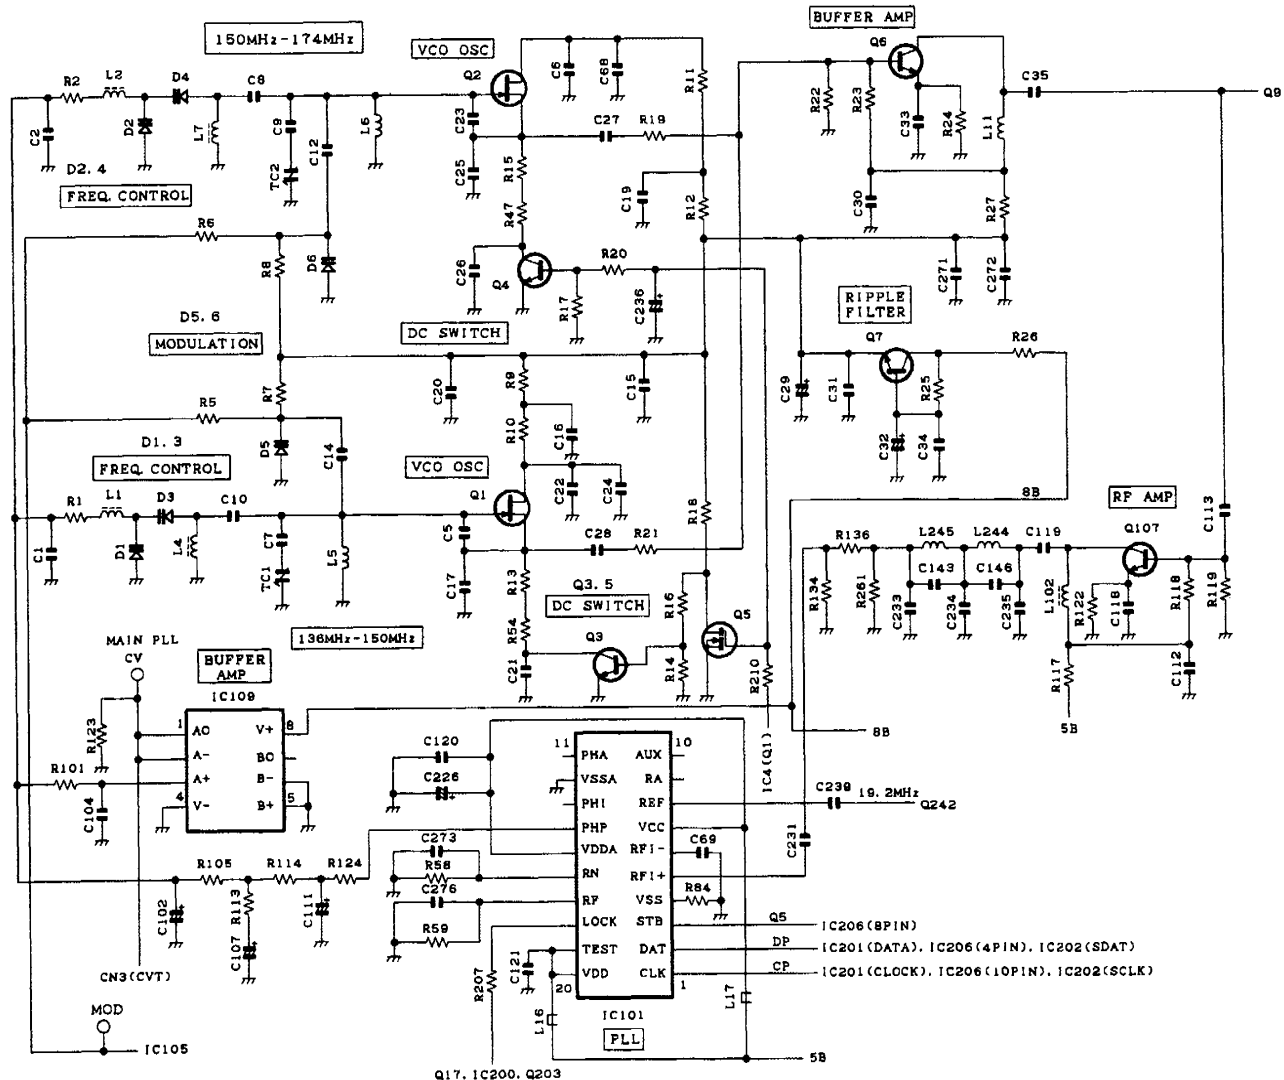 150MHz-174MHz
VCO OSC
BUFFER AMP
Q6
R2
L2
D4
C8
Q2
C6
C68
R11
C35
Q9
C2
D2
L7
C9
C12
L6
C23
C27
R19
R22
R23
C33
R24
L11
TC2
C25
R15
D2.4
FREQ.CONTROL
C19
R12
R47
C30
R27
R6
R8
D6
C26
Q4
R20
R17
C236
C271
C272
RIPPLE
FILTER
Q7
R26
D5.6
MODULATION
DC SWITCH
C20
R9
C15
C29
C31
R25
R7
R5
R10
C16
C32
C34
D1.3
FREQ.CONTROL
D5
C14
VCO OSC
C22
C24
8B
RF AMP
R1
L1
D3
C10
Q1
R18
C113
Q107
C1
D1
L4
C7
L5
C5
C28
R21
R136
L245
L244
C119
TC1
C17
R13
R134
R261
C143
C146
L102
R122
C118
R118
R119
C233
C234
C235
Q3.5
DC SWITCH
R16
Q5
136MHz-150MHz
R54
Q3
C21
R14
R210
R117
C112
MAIN PLL
CV
BUFFER
AMP
IC109
5B
8B
IC4(Q1)
R123
1 AO V+ 8
A- BO
A+ B-
4 V- B+ 5
R101
C104
C120
C226
C273
R58
C276
R59
11 PHA AUX 10
VSSA RA
PHI REF
PHP VCC
VDDA RFI-
RN RFI+
RF VSS
LOCK STB
TEST DAT
20 VDD CLK 1
IC101
PLL
C239
19.2MHz
Q242
C69
C231
R84
Q5
IC206(8PIN)
DP
IC201(DATA).IC206(4PIN).IC202(SDAT)
CP
IC201(CLOCK).IC206(10PIN).IC202(SCLK)
R105
R114
R124
C102
R113
C107
C111
CN3(CVT)
C121
R207
L16
L17
MOD
IC105
5B
Q17.IC200.Q203